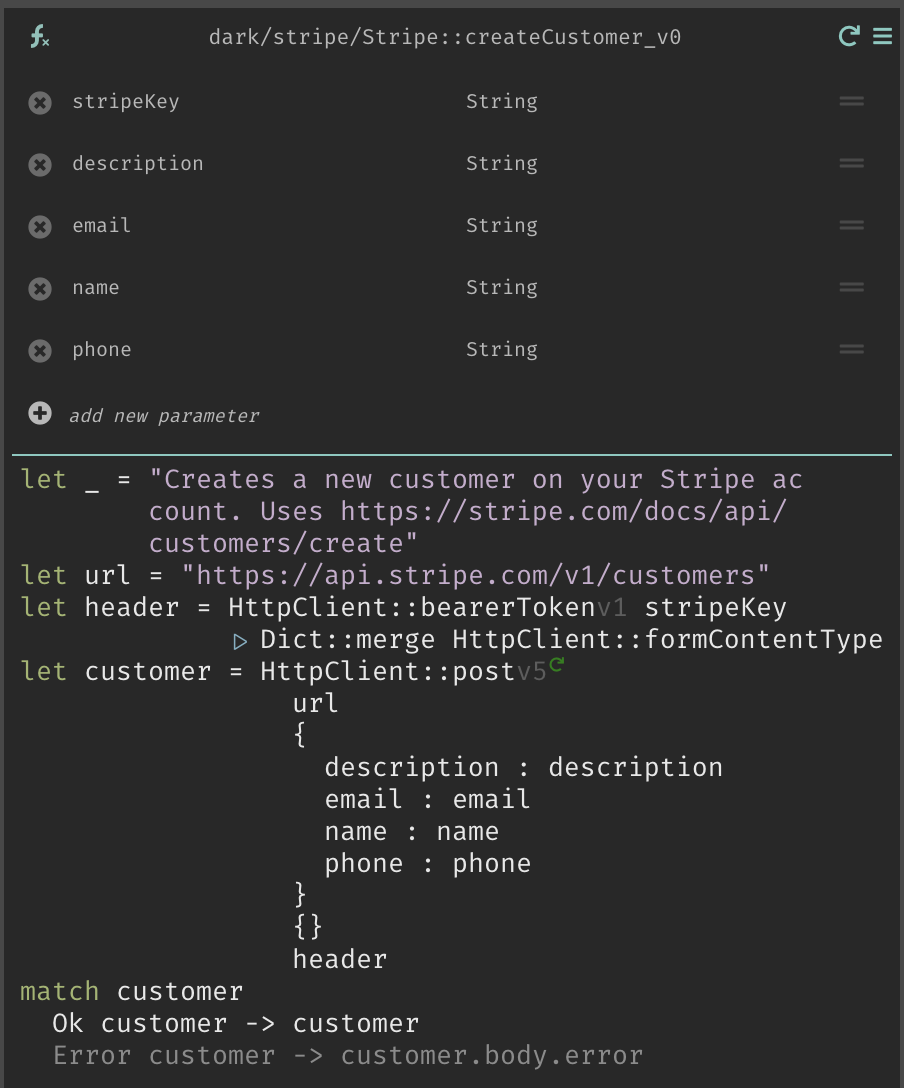 fx
dark/stripe/Stripe::createCustomer_v0
stripeKey String
description String
email String
name String
phone String
add new parameter
let _ = "Creates a new customer on your Stripe ac
count. Uses https://stripe.com/docs/api/
customers/create"
let url = "https://api.stripe.com/v1/customers"
let header = HttpClient::bearerTokenv1 stripeKey
▷ Dict::merge HttpClient::formContentType
let customer = HttpClient::postv5
url
{
description : description
email : email
name : name
phone : phone
}
{}
header
match customer
Ok customer -> customer
Error customer -> customer.body.error